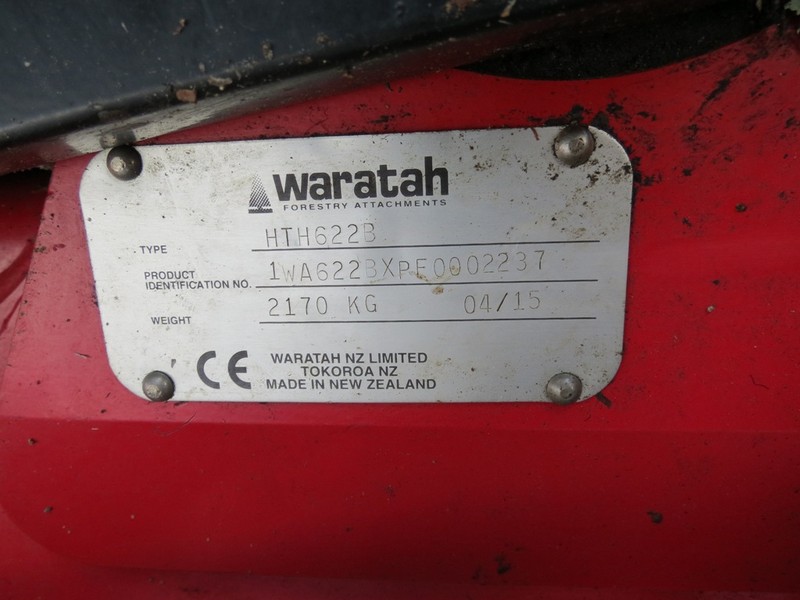 waratah
FORESTRY ATTACHMENTS
TYPE HTH622B
PRODUCT IDENTIFICATION NO. 1WA622BXPF0002237
WEIGHT 2170 KG 04/15
CE
WARATAH NZ LIMITED
TOKOROA NZ
MADE IN NEW ZEALAND